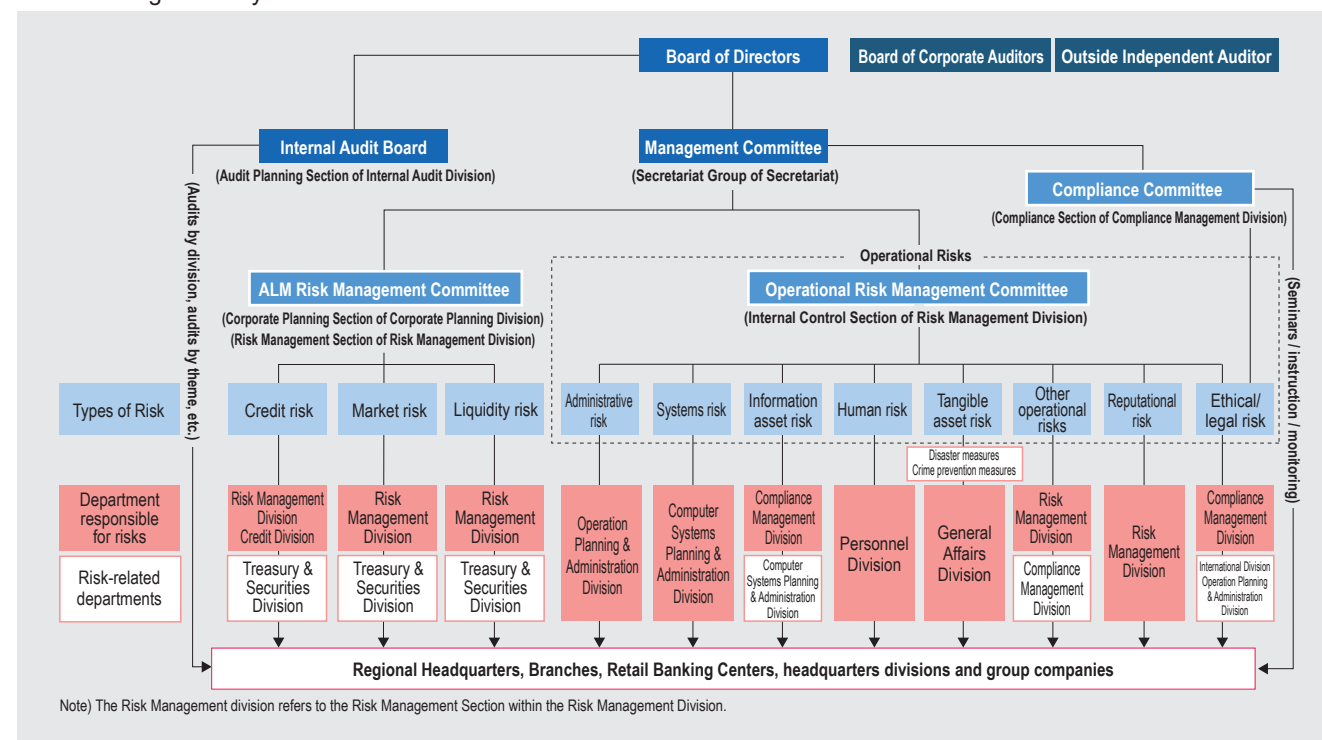 Board of Directors
Board of Corporate Auditors
Outside Independent Auditor
Internal Audit Board
(Audit Planning Section of Internal Audit Division)
Management Committee
(Secretariat Group of Secretariat)
Compliance Committee
(Compliance Section of Compliance Management Division)
(Audits by division, audits by theme, etc.)
(Seminars / instruction / monitoring)
Operational Risks
ALM Risk Management Committee
(Corporate Planning Section of Corporate Planning Division)
(Risk Management Section of Risk Management Division)
Operational Risk Management Committee
(Internal Control Section of Risk Management Division)
Types of Risk
Credit risk
Market risk
Liquidity risk
Administrative
risk
Systems risk
Information
asset risk
Human risk
Tangible
asset risk
Other
operational
risks
Reputational
risk
Ethical/
legal risk
Disaster measures
Crime prevention measures
Department
responsible
for risks
Risk Management
Division
Credit Division
Risk
Management
Division
Risk
Management
Division
Operation
Planning &
Administration
Division
Computer
Systems
Planning &
Administration
Division
Compliance
Management
Division
Personnel
Division
General
Affairs
Division
Risk
Management
Division
Risk
Management
Division
Compliance
Management
Division
Risk-related
departments
Treasury &
Securities
Division
Treasury &
Securities
Division
Treasury &
Securities
Division
Computer
Systems Planning
& Administration
Division
Compliance
Management
Division
International Division
Operation Planning
& Administration
Division
Regional Headquarters, Branches, Retail Banking Centers, headquarters divisions and group companies
Note) The Risk Management division refers to the Risk Management Section within the Risk Management Division.